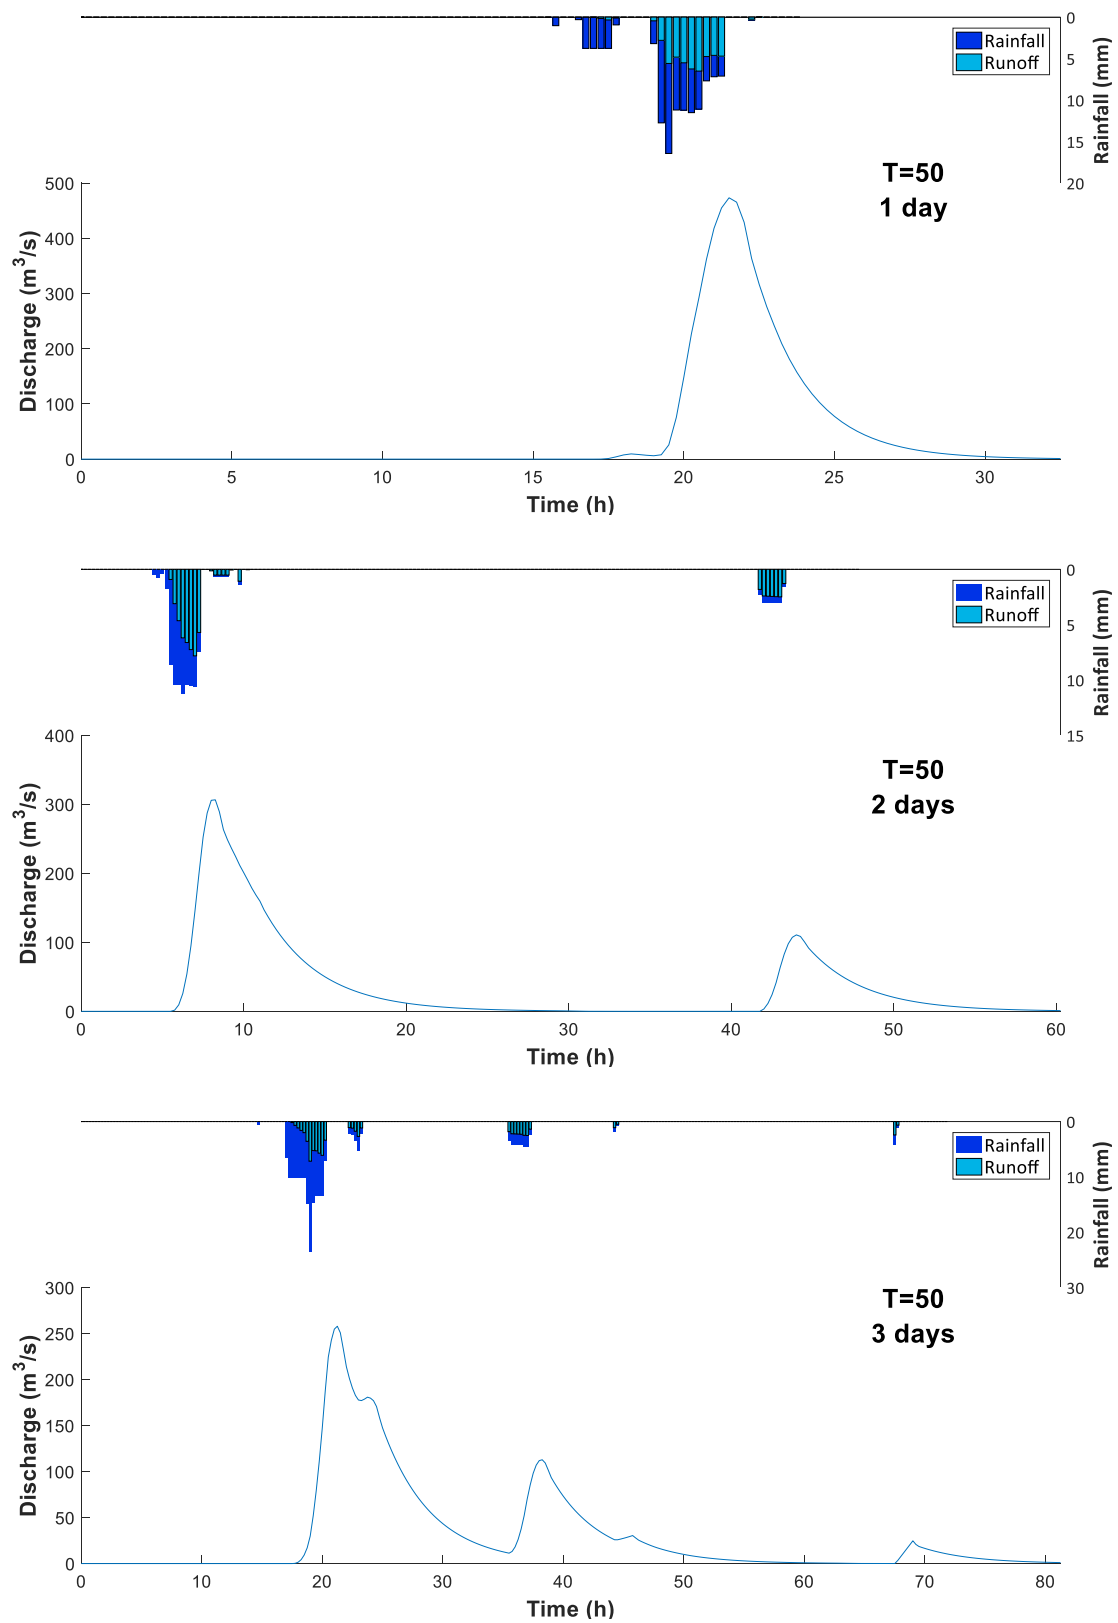 0
5
10
15
20
Rainfall (mm)
Rainfall
Runoff
T=50
1 day
500
400
300
200
100
0
Discharge (m³/s)
0 5 10 15 20 25 30
Time (h)
0
5
10
15
Rainfall (mm)
Rainfall
Runoff
T=50
2 days
400
300
200
100
0
Discharge (m³/s)
0 10 20 30 40 50 60
Time (h)
0
10
20
30
Rainfall (mm)
Rainfall
Runoff
T=50
3 days
300
250
200
150
100
50
0
Discharge (m³/s)
0 10 20 30 40 50 60 70 80
Time (h)